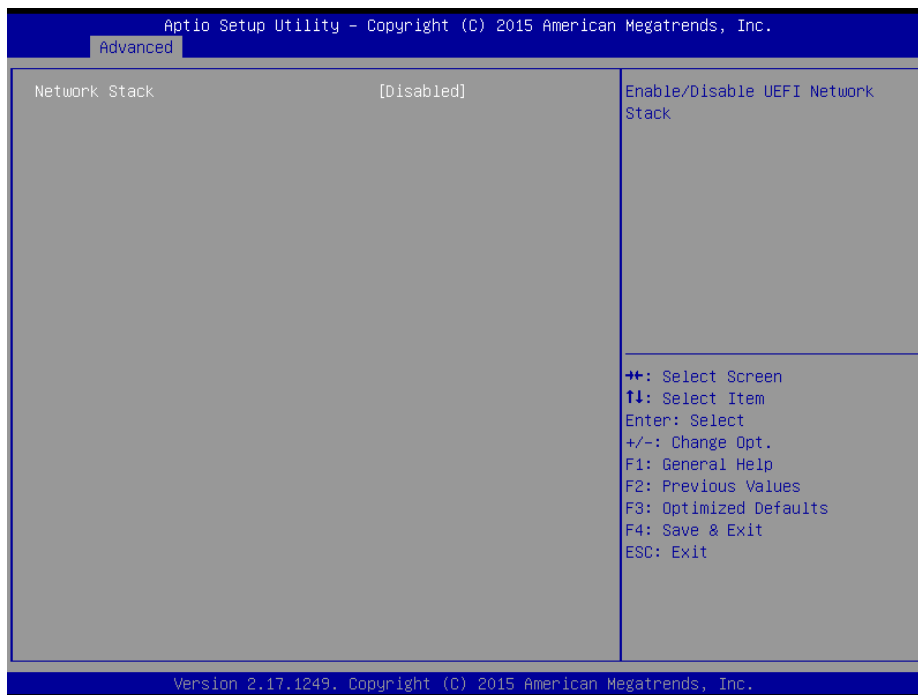 Aptio Setup Utility – Copyright (C) 2015 American Megatrends, Inc.
Advanced
Network Stack [Disabled]
Enable/Disable UEFI Network
Stack
→←: Select Screen
↑↓: Select Item
Enter: Select
+/-: Change Opt.
F1: General Help
F2: Previous Values
F3: Optimized Defaults
F4: Save & Exit
ESC: Exit
Version 2.17.1249. Copyright (C) 2015 American Megatrends, Inc.